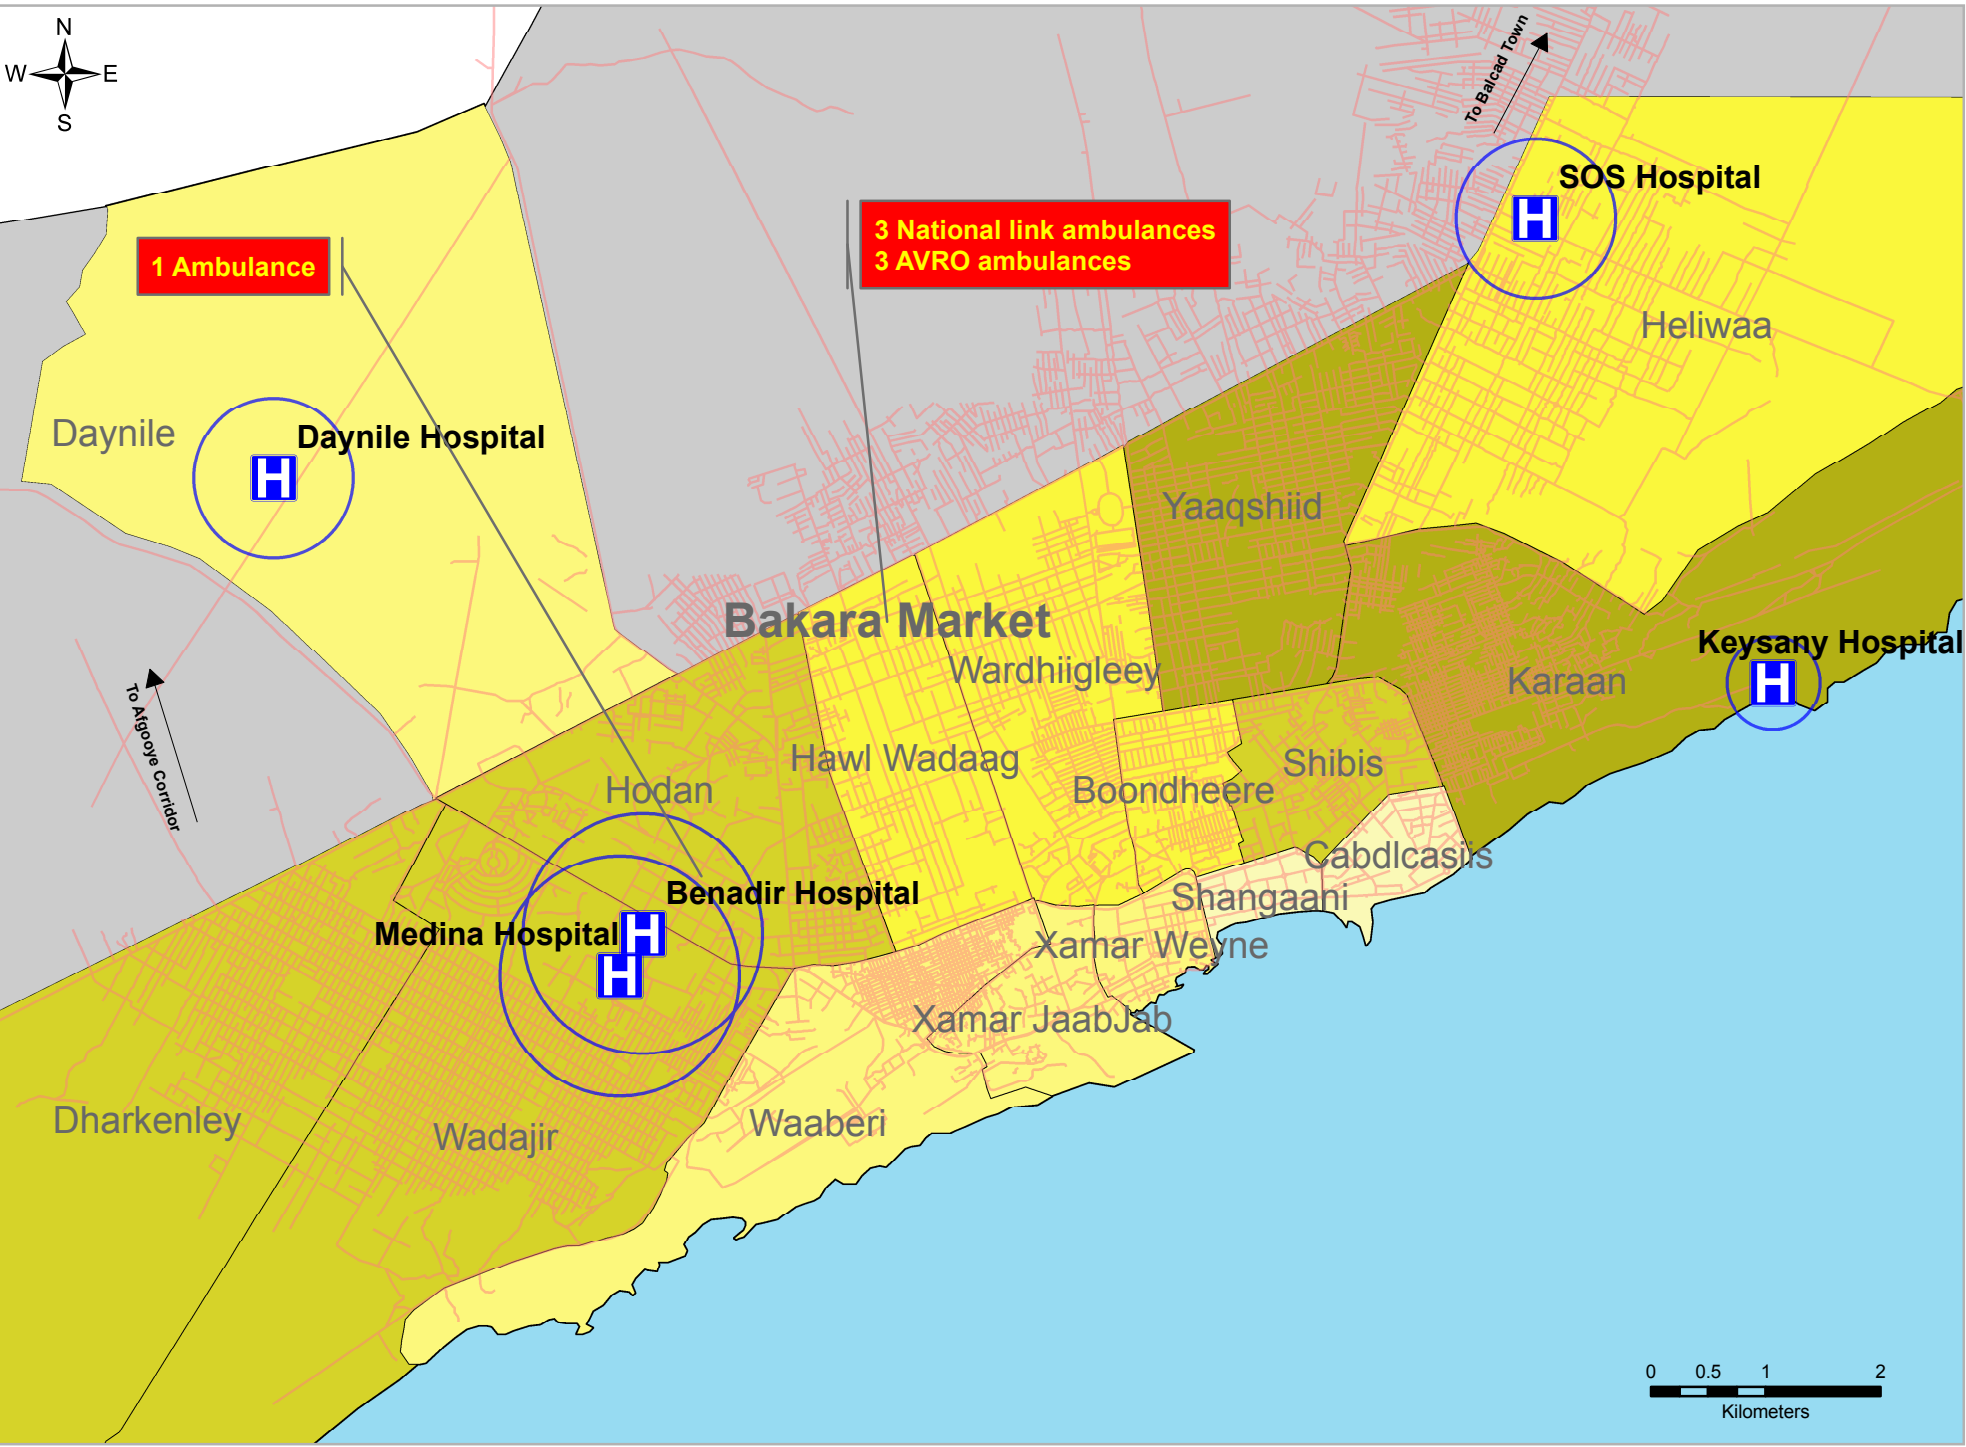 N
W E
S
To Balcad Town
SOS Hospital
3 National link ambulances
3 AVRO ambulances
1 Ambulance
Heliwaa
Daynile
Daynile Hospital
Yaaqshiid
Bakara Market
Keysany Hospital
Wardhiigleey
Karaan
To Afgooye Corridor
Hawl Wadaag
Shibis
Hodan
Boondheere
Cabdlcasiis
Benadir Hospital
Shangaani
Medina Hospital
Xamar Weyne
H
H
H
H
H
Xamar JaabJab
Dharkenley
Waaberi
Wadajir
0 0.5 1 2
Kilometers